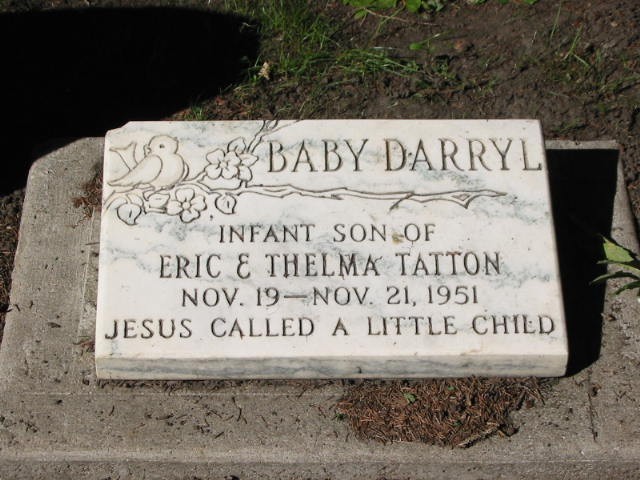 BABY DARRYL
INFANT SON OF
ERIC & THELMA TATTON
NOV. 19—NOV. 21, 1951
JESUS CALLED A LITTLE CHILD